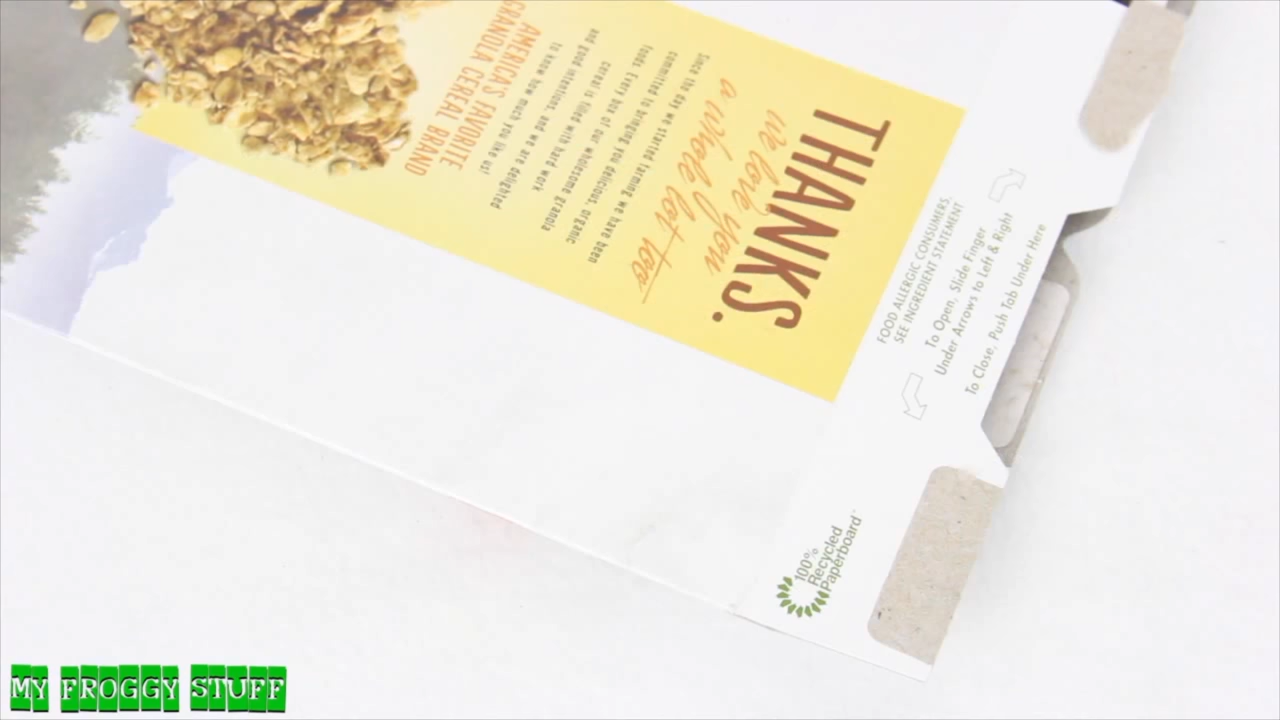 THANKS.
we love you
a whole lot too
Since the day we started farming we have been
committed to bringing you delicious, organic
foods. Every box of our wholesome granola
cereal is filled with hard work
and good intentions, and we are delighted
to know how much you like us!
AMERICA'S FAVORITE
GRANOLA CEREAL BRAND
FOOD ALLERGIC CONSUMERS,
SEE INGREDIENT STATEMENT
To Open, Slide Finger
Under Arrows to Left & Right
To Close, Push Tab Under Here
100%
Recycled
Paperboard™
MY FROGGY STUFF